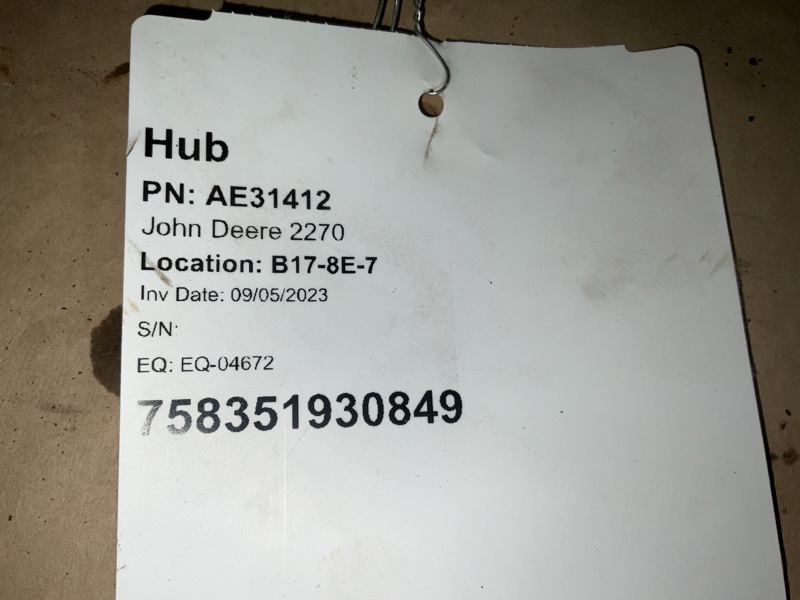 Hub
PN: AE31412
John Deere 2270
Location: B17-8E-7
Inv Date: 09/05/2023
S/N:
EQ: EQ-04672
758351930849